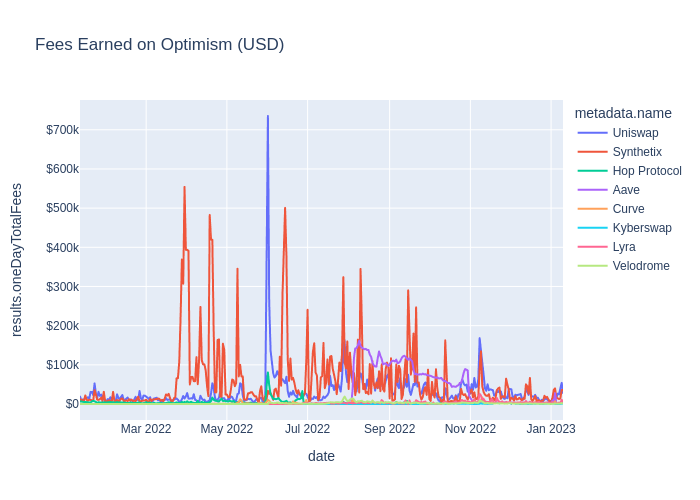 Fees Earned on Optimism (USD)
metadata.name
Uniswap
Synthetix
Hop Protocol
Aave
Curve
Kyberswap
Lyra
Velodrome
results.oneDayTotalFees
$700k
$600k
$500k
$400k
$300k
$200k
$100k
$0
Mar 2022
May 2022
Jul 2022
Sep 2022
Nov 2022
Jan 2023
date